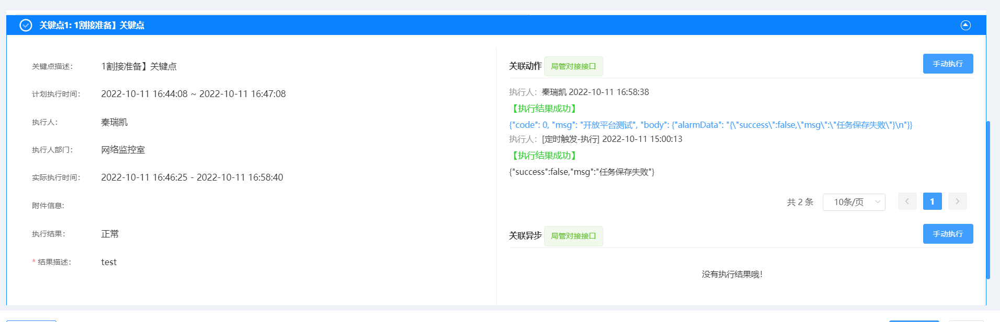 关键点1: 1割接准备】关键点
关键点描述: 1割接准备】关键点
计划执行时间: 2022-10-11 16:44:08 ~ 2022-10-11 16:47:08
执行人: 秦瑞凯
执行人部门: 网络监控室
实际执行时间: 2022-10-11 16:46:25 - 2022-10-11 16:58:40
附件信息:
执行结果: 正常
* 结果描述: test
关联动作 局管对接接口 手动执行
执行人: 秦瑞凯 2022-10-11 16:58:38
【执行结果成功】
{"code": 0, "msg": "开放平台测试", "body": {"alarmData": "{\"success\":false,\"msg\":\"任务保存失败\"}\n"}}
执行人: [定时触发-执行] 2022-10-11 15:00:13
【执行结果成功】
{"success":false,"msg":"任务保存失败"}
共 2 条 10条/页 1
关联异步 局管对接接口 手动执行
没有执行结果哦!